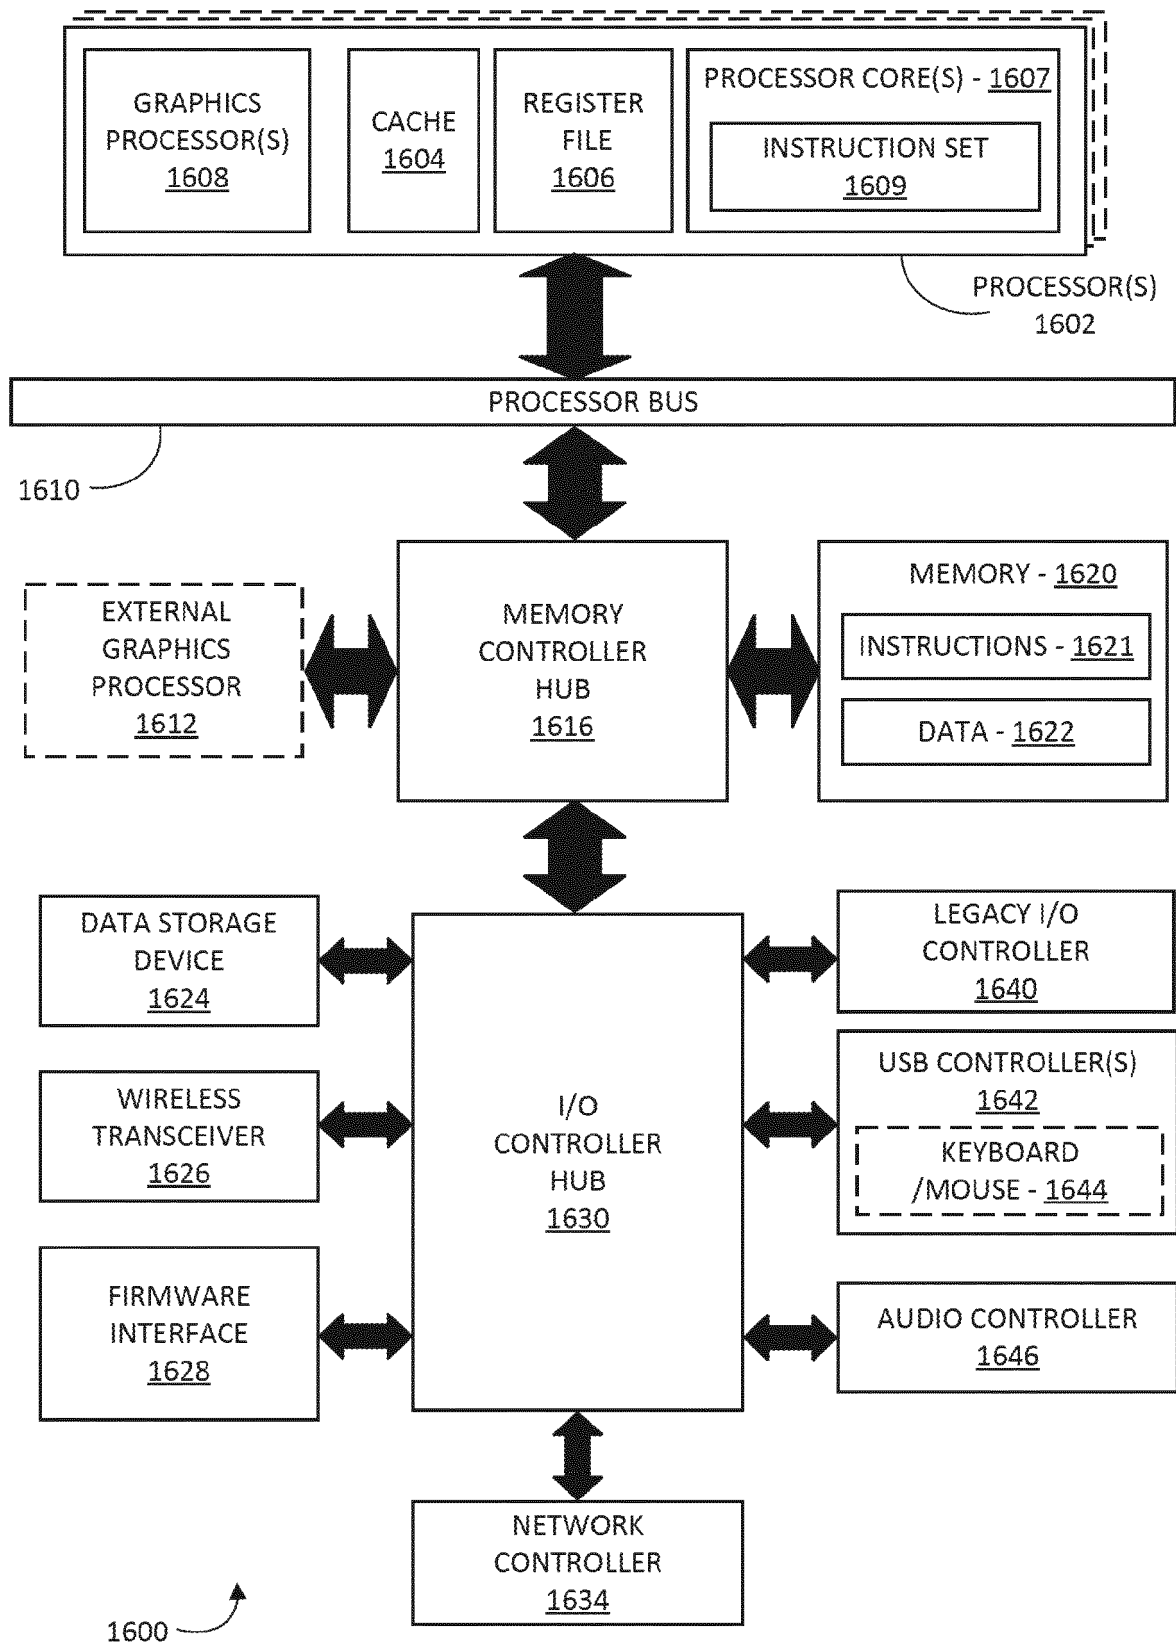 GRAPHICS
PROCESSOR(S)
1608
CACHE
1604
REGISTER
FILE
1606
PROCESSOR CORE(S) - 1607
INSTRUCTION SET
1609
PROCESSOR(S)
1602
PROCESSOR BUS
1610
EXTERNAL
GRAPHICS
PROCESSOR
1612
MEMORY
CONTROLLER
HUB
1616
MEMORY - 1620
INSTRUCTIONS - 1621
DATA - 1622
DATA STORAGE
DEVICE
1624
WIRELESS
TRANSCEIVER
1626
FIRMWARE
INTERFACE
1628
I/O
CONTROLLER
HUB
1630
LEGACY I/O
CONTROLLER
1640
USB CONTROLLER(S)
1642
KEYBOARD
/MOUSE - 1644
AUDIO CONTROLLER
1646
NETWORK
CONTROLLER
1634
1600